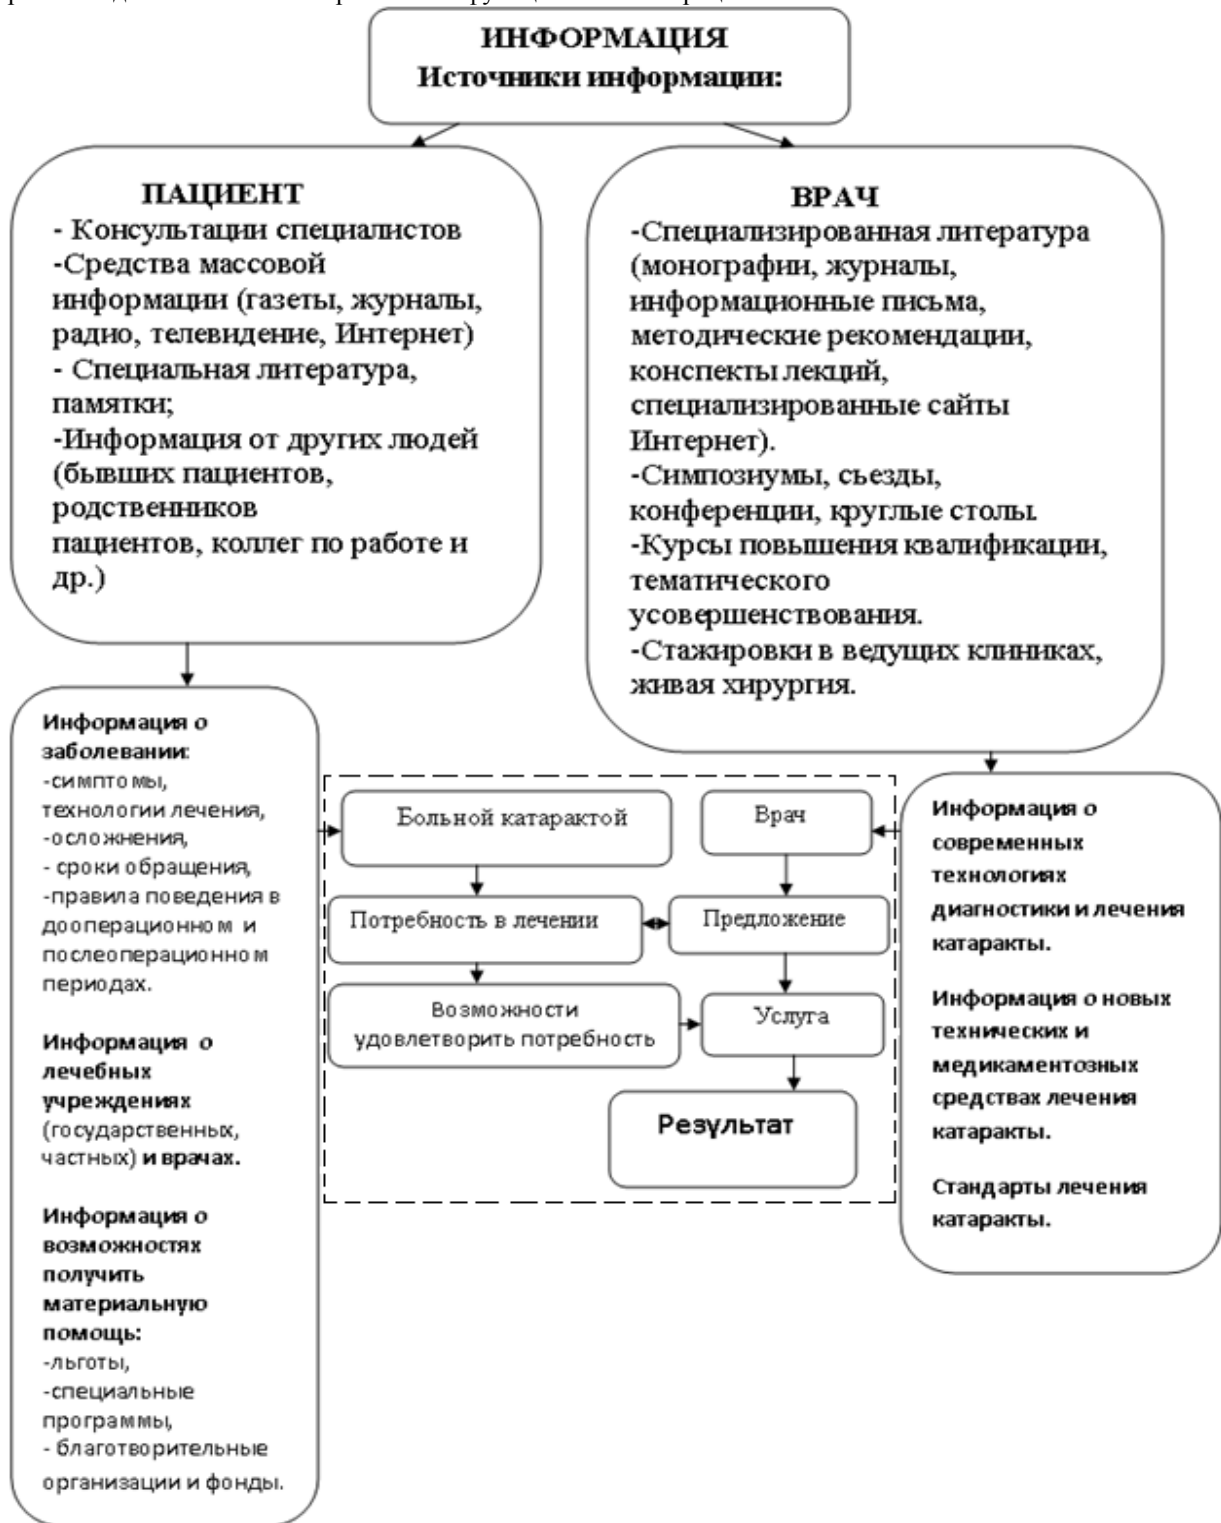 ИНФОРМАЦИЯ
Источники информации:
ПАЦИЕНТ
- Консультации специалистов
-Средства массовой
информации (газеты, журналы,
радио, телевидение, Интернет)
- Специальная литература,
памятки;
-Информация от других людей
(бывших пациентов,
родственников
пациентов, коллег по работе и
др.)
ВРАЧ
-Специализированная литература
(монографии, журналы,
информационные письма,
методические рекомендации,
конспекты лекций,
специализированные сайты
Интернет).
-Симпозиумы, сьезды,
конференции, круглые столы.
-Курсы повышения квалификации,
тематического
усовершенствования.
-Стажировки в ведущих клиниках,
живая хирургия.
Информация о
заболевании:
-симптомы,
технологии лечения,
-осложнения,
- сроки обращения,
-правила поведения в
дооперационном и
послеоперационном
периодах.
Информация о
лечебных
учреждениях
(государственных,
частных) и врачах.
Информация о
возможностях
получить
материальную
помощь:
-льготы,
-специальные
программы,
- благотворительные
организации и фонды.
Больной катарактой
Врач
Потребность в лечении
Предложение
Возможности
удовлетворить потребность
Услуга
Результат
Информация о
современных
технологиях
диагностики и лечения
катаракты.
Информация о новых
технических и
медикаментозных
средствах лечения
катаракты.
Стандарты лечения
катаракты.